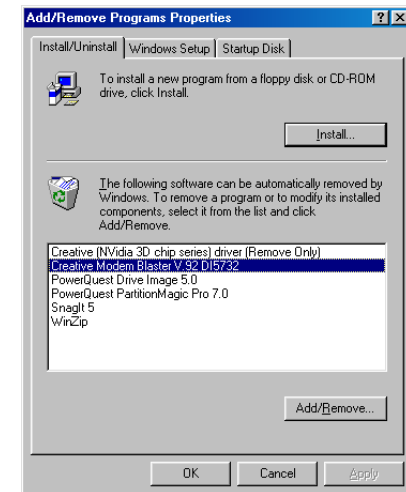 Add/Remove Programs Properties
Install/Uninstall Windows Setup Startup Disk
To install a new program from a floppy disk or CD-ROM
drive, click Install.
Install...
The following software can be automatically removed by
Windows. To remove a program or to modify its installed
components, select it from the list and click
Add/Remove.
Creative (NVidia 3D chip series) driver (Remove Only)
Creative Modem Blaster V.92 DI5732
PowerQuest Drive Image 5.0
PowerQuest PartitionMagic Pro 7.0
SnagIt 5
WinZip
Add/Remove...
OK Cancel Apply